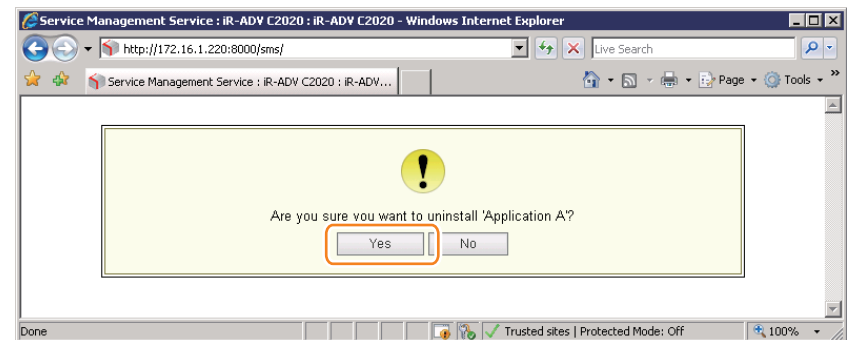 Service Management Service : iR-ADV C2020 : iR-ADV C2020 - Windows Internet Explorer
http://172.16.1.220:8000/sms/
Live Search
Service Management Service : iR-ADV C2020 : iR-ADV...
Page
Tools
Are you sure you want to uninstall 'Application A'?
Yes
No
Done
Trusted sites | Protected Mode: Off
100%